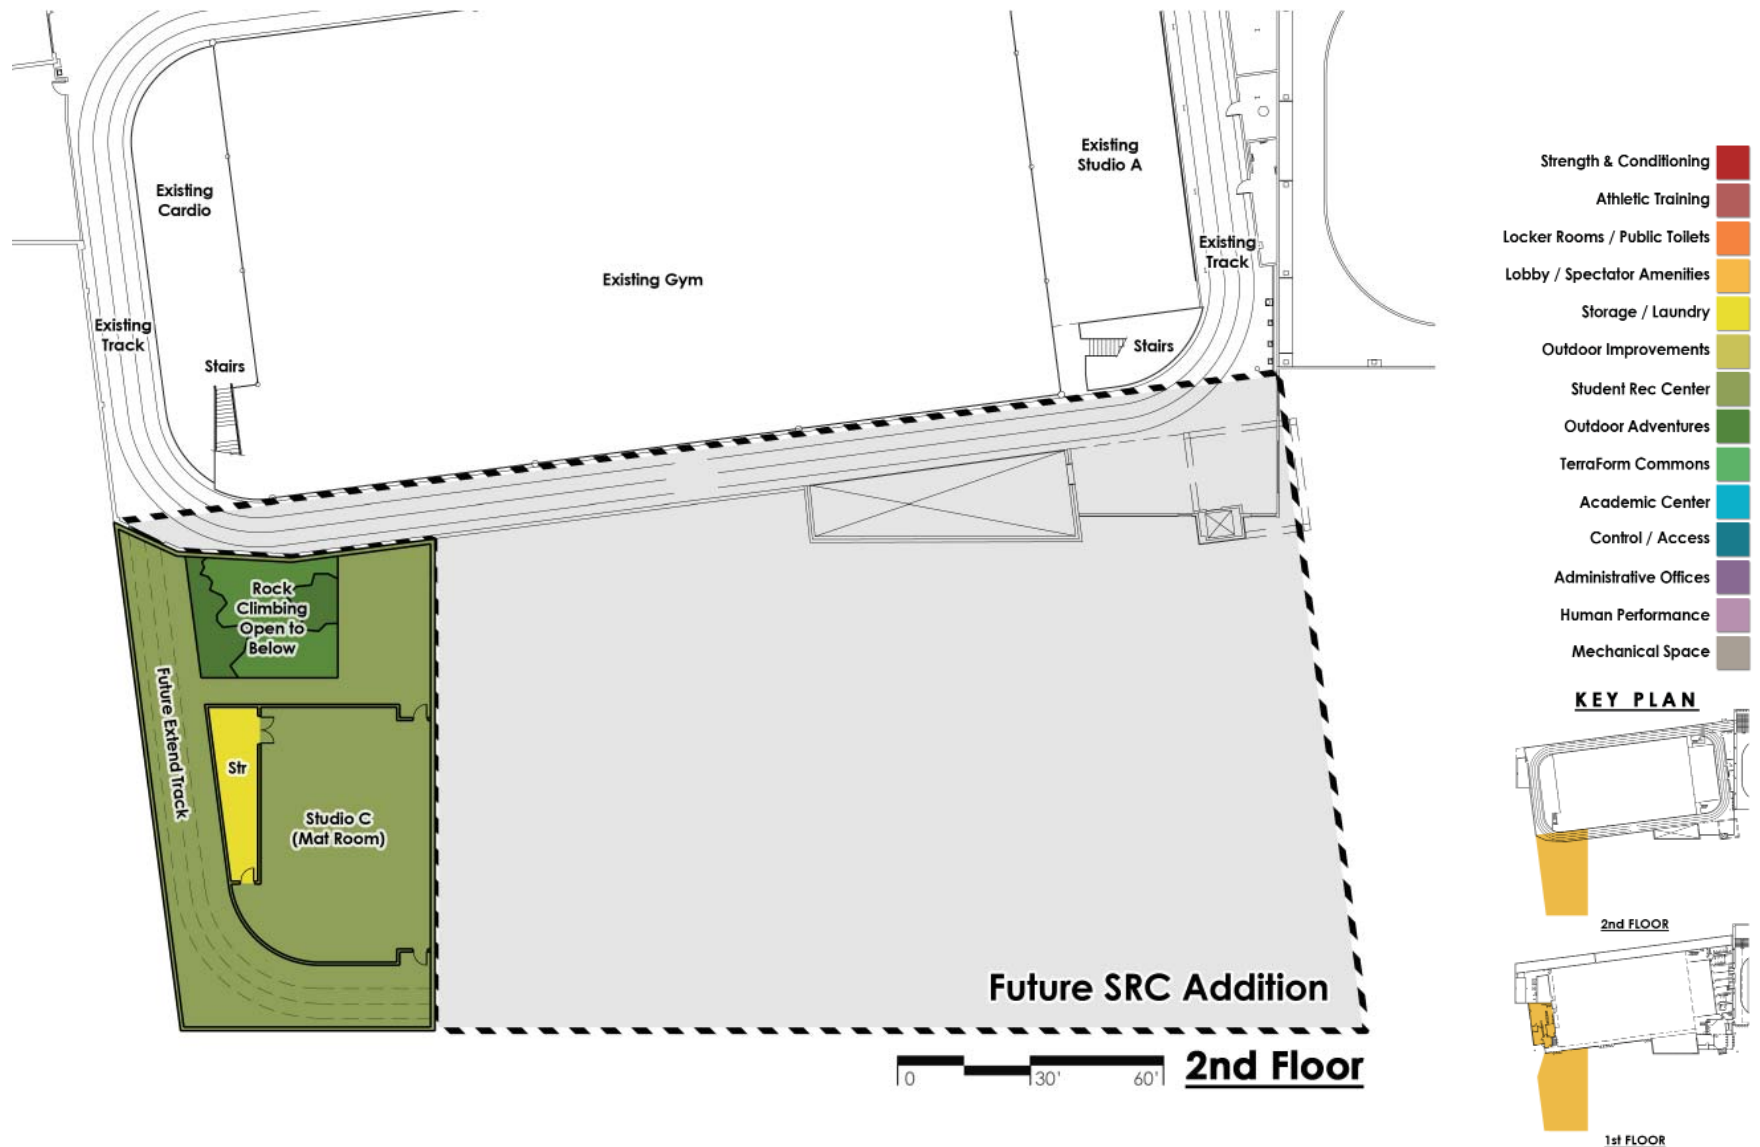 Existing
Cardio
Existing
Studio A
Existing Gym
Existing
Track
Existing
Track
Stairs
Stairs
Rock
Climbing
Open to
Below
Future Extend Track
Str
Studio C
(Mat Room)
Future SRC Addition
0
30'
60'
2nd Floor
Strength & Conditioning
Athletic Training
Locker Rooms / Public Toilets
Lobby / Spectator Amenities
Storage / Laundry
Outdoor Improvements
Student Rec Center
Outdoor Adventures
TerraForm Commons
Academic Center
Control / Access
Administrative Offices
Human Performance
Mechanical Space
KEY PLAN
2nd FLOOR
1st FLOOR